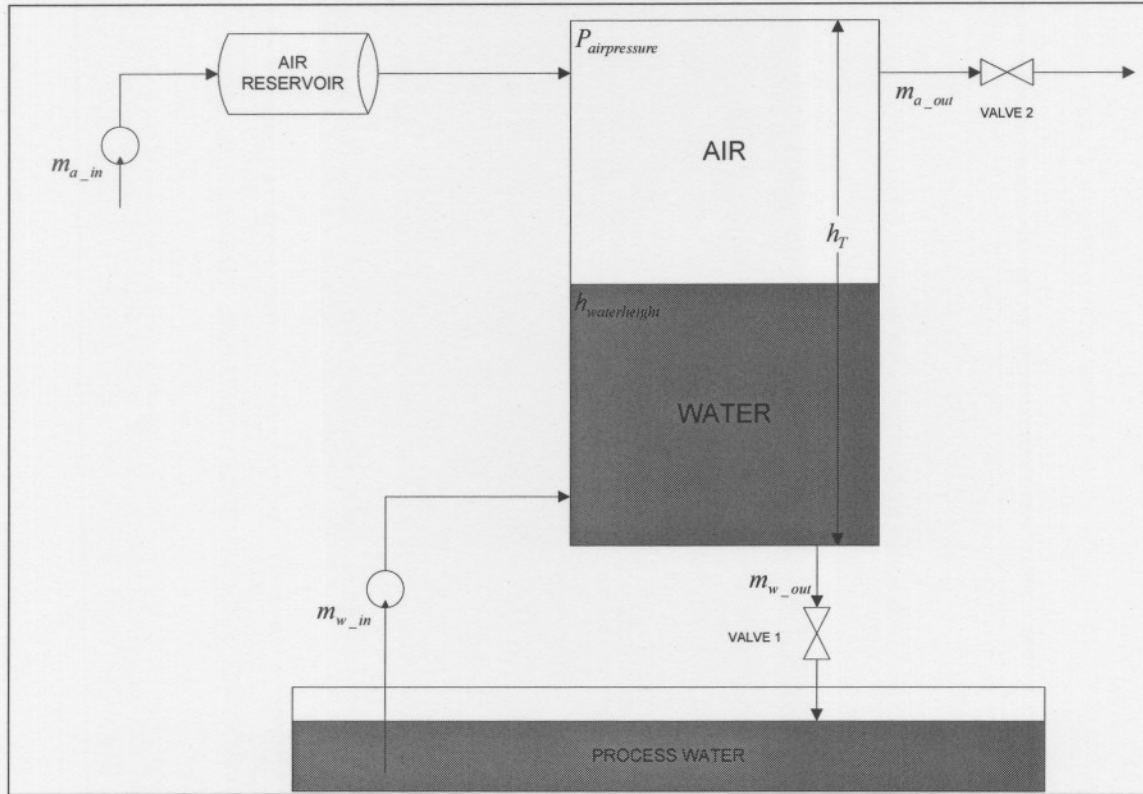 AIR
RESERVOIR
P_airpressure
m_a_out
VALVE 2
m_a_in
AIR
h_T
h_waterheight
WATER
m_w_in
m_w_out
VALVE 1
PROCESS WATER